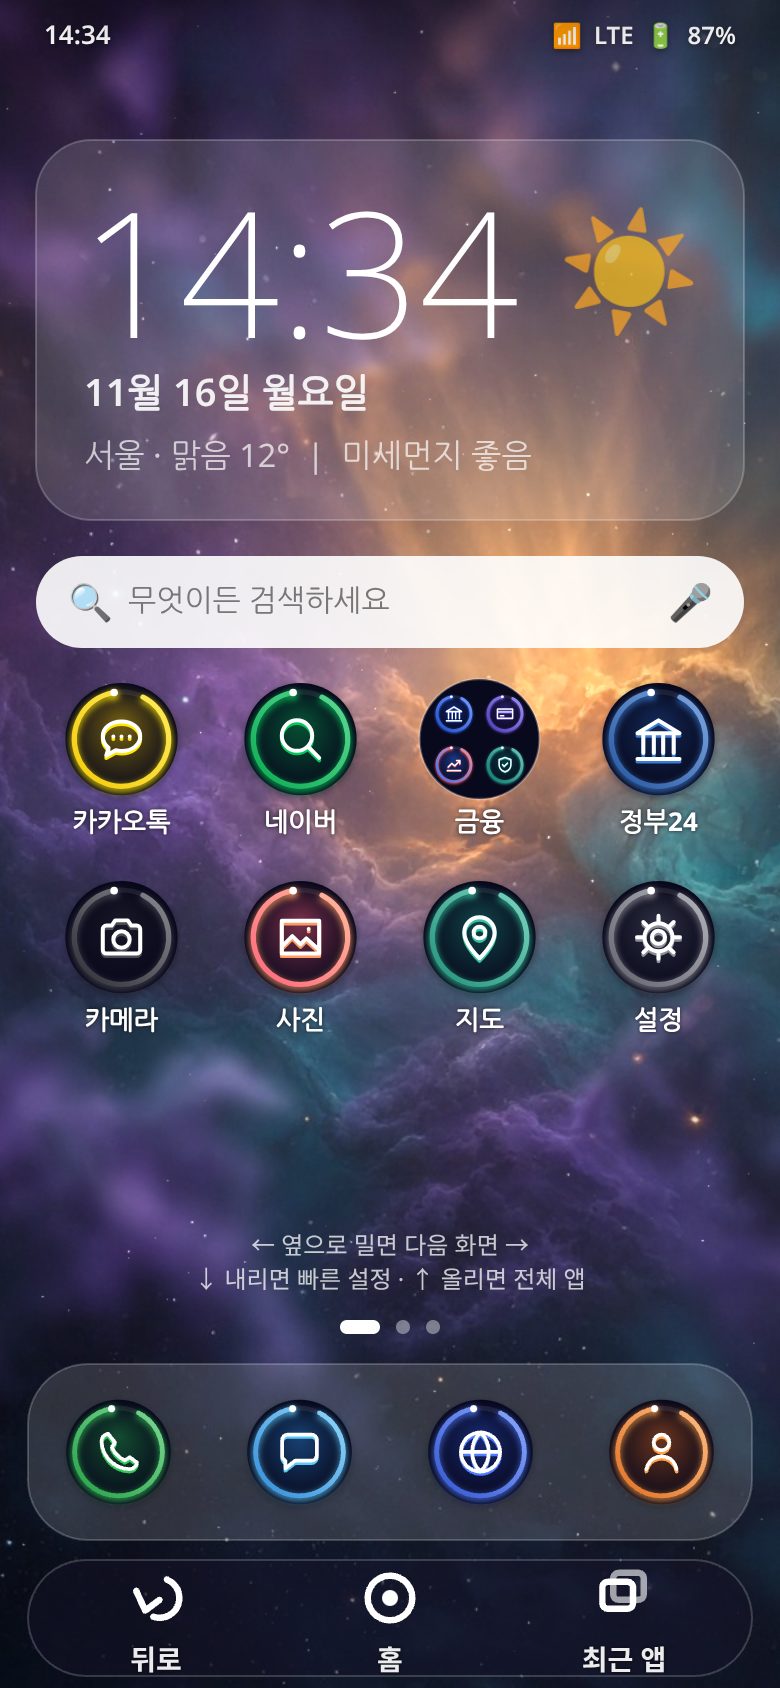 14:34 LTE 87%
14:34
11월 16일 월요일
서울 · 맑음 12° | 미세먼지 좋음
무엇이든 검색하세요
카카오톡 네이버 금융 정부24
카메라 사진 지도 설정
← 옆으로 밀면 다음 화면 →
↓ 내리면 빠른 설정 · ↑ 올리면 전체 앱
뒤로 홈 최근 앱